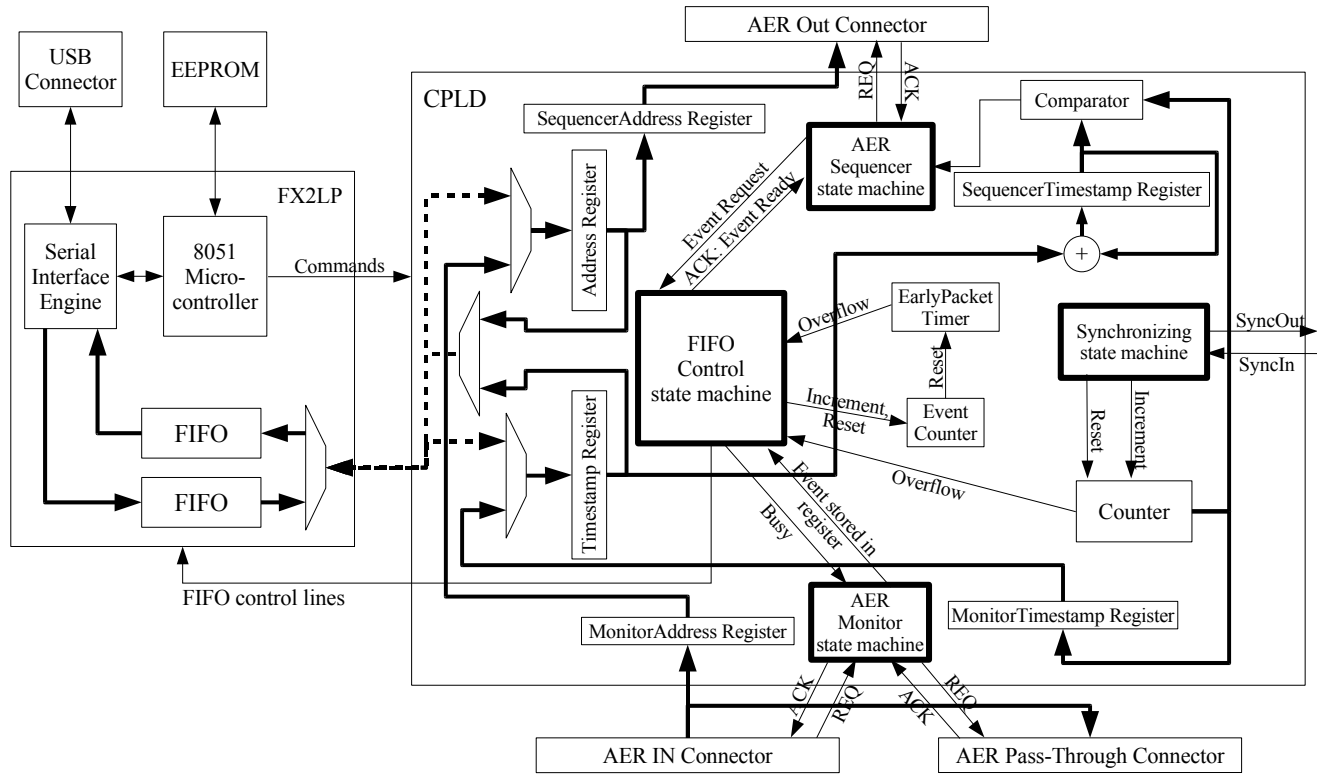 AER Out Connector
USB
Connector
EEPROM
CPLD
REQ
ACK
Comparator
SequencerAddress Register
AER
Sequencer
state machine
FX2LP
Address Register
Event Request
ACK: Event Ready
SequencerTimestamp Register
Serial
Interface
Engine
8051
Micro-
controller
Commands
+
FIFO
Control
state machine
Overflow
EarlyPacket
Timer
Synchronizing
state machine
SyncOut
SyncIn
Reset
Increment,
Reset
Event
Counter
Reset
Increment
FIFO
FIFO
Timestamp Register
Overflow
Counter
Busy
Event stored in
register
FIFO control lines
AER
Monitor
state machine
MonitorAddress Register
MonitorTimestamp Register
ACK
REQ
ACK
REQ
AER IN Connector
AER Pass-Through Connector